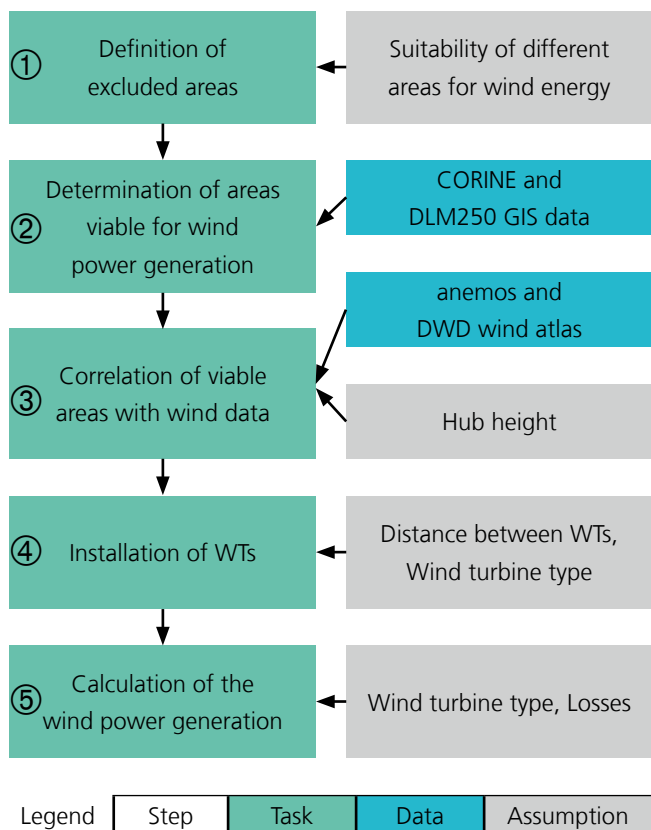 ① Definition of
excluded areas
Suitability of different
areas for wind energy
② Determination of areas
viable for wind
power generation
CORINE and
DLM250 GIS data
anemos and
DWD wind atlas
③ Correlation of viable
areas with wind data
Hub height
④ Installation of WTs
Distance between WTs,
Wind turbine type
⑤ Calculation of the
wind power generation
Wind turbine type, Losses
Legend Step Task Data Assumption